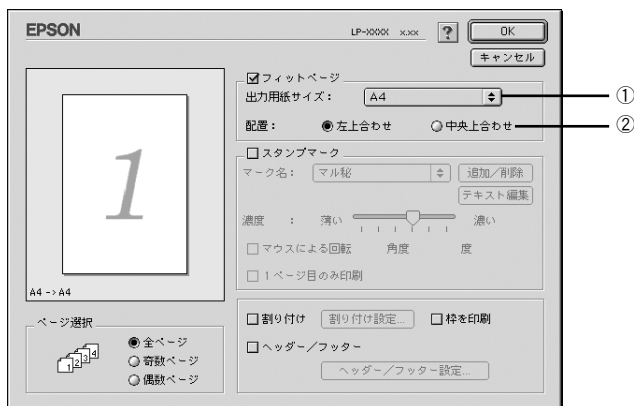 EPSON
LP-XXXX x.xx
?
OK
キャンセル
1
A4 -> A4
☑フィットページ
出力用紙サイズ： A4
①
配置： ◉左上合わせ ○中央上合わせ
②
□スタンプマーク
マーク名： マル秘 追加／削除
テキスト編集
濃度 ： 薄い 濃い
□マウスによる回転 角度 度
□1ページ目のみ印刷
ページ選択
1 2 3 4
◉全ページ
○奇数ページ
○偶数ページ
□割り付け 割り付け設定... □枠を印刷
□ヘッダー／フッター
ヘッダー／フッター設定...